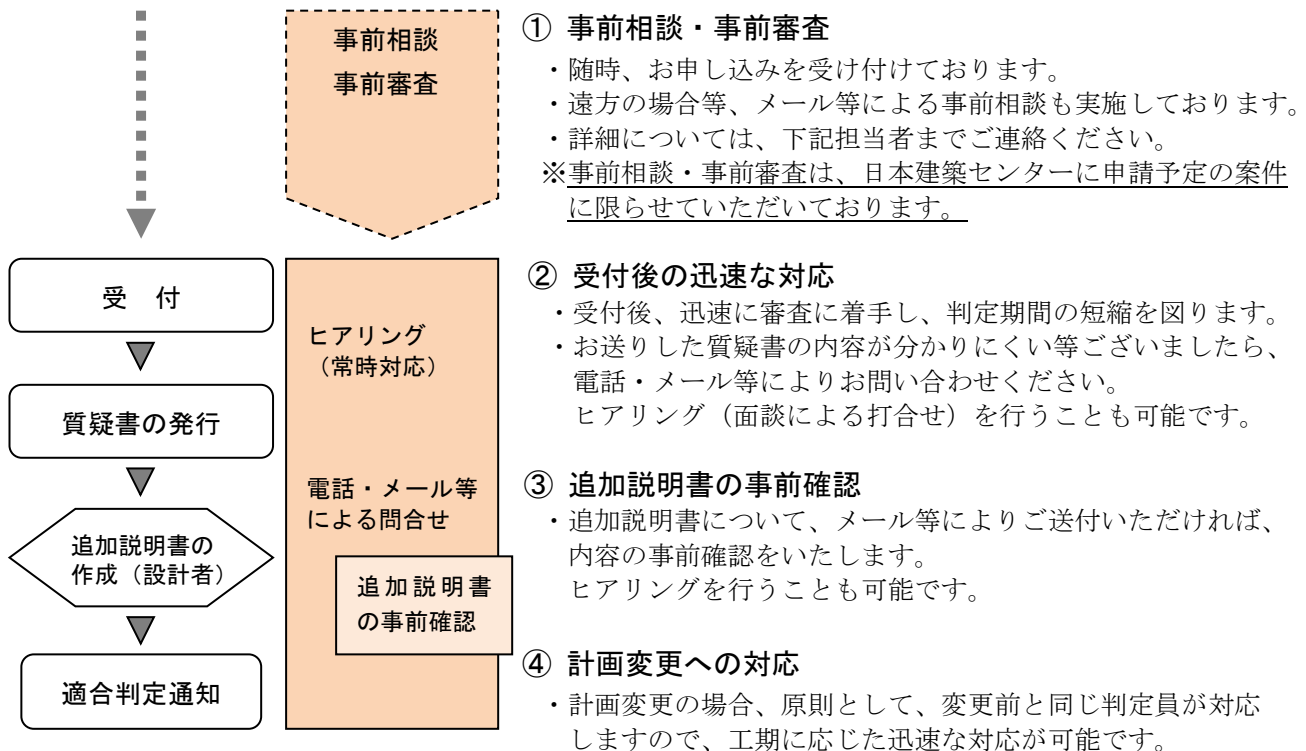 事前相談
事前審査
受　付
質疑書の発行
追加説明書の
作成（設計者）
適合判定通知
ヒアリング
（常時対応）
電話・メール等
による問合せ
追加説明書
の事前確認
① 事前相談・事前審査
・随時、お申し込みを受け付けております。
・遠方の場合等、メール等による事前相談も実施しております。
・詳細については、下記担当者までご連絡ください。
※事前相談・事前審査は、日本建築センターに申請予定の案件
に限らせていただいております。
② 受付後の迅速な対応
・受付後、迅速に審査に着手し、判定期間の短縮を図ります。
・お送りした質疑書の内容が分かりにくい等ございましたら、
電話・メール等によりお問い合わせください。
ヒアリング（面談による打合せ）を行うことも可能です。
③ 追加説明書の事前確認
・追加説明書について、メール等によりご送付いただければ、
内容の事前確認をいたします。
ヒアリングを行うことも可能です。
④ 計画変更への対応
・計画変更の場合、原則として、変更前と同じ判定員が対応
しますので、工期に応じた迅速な対応が可能です。